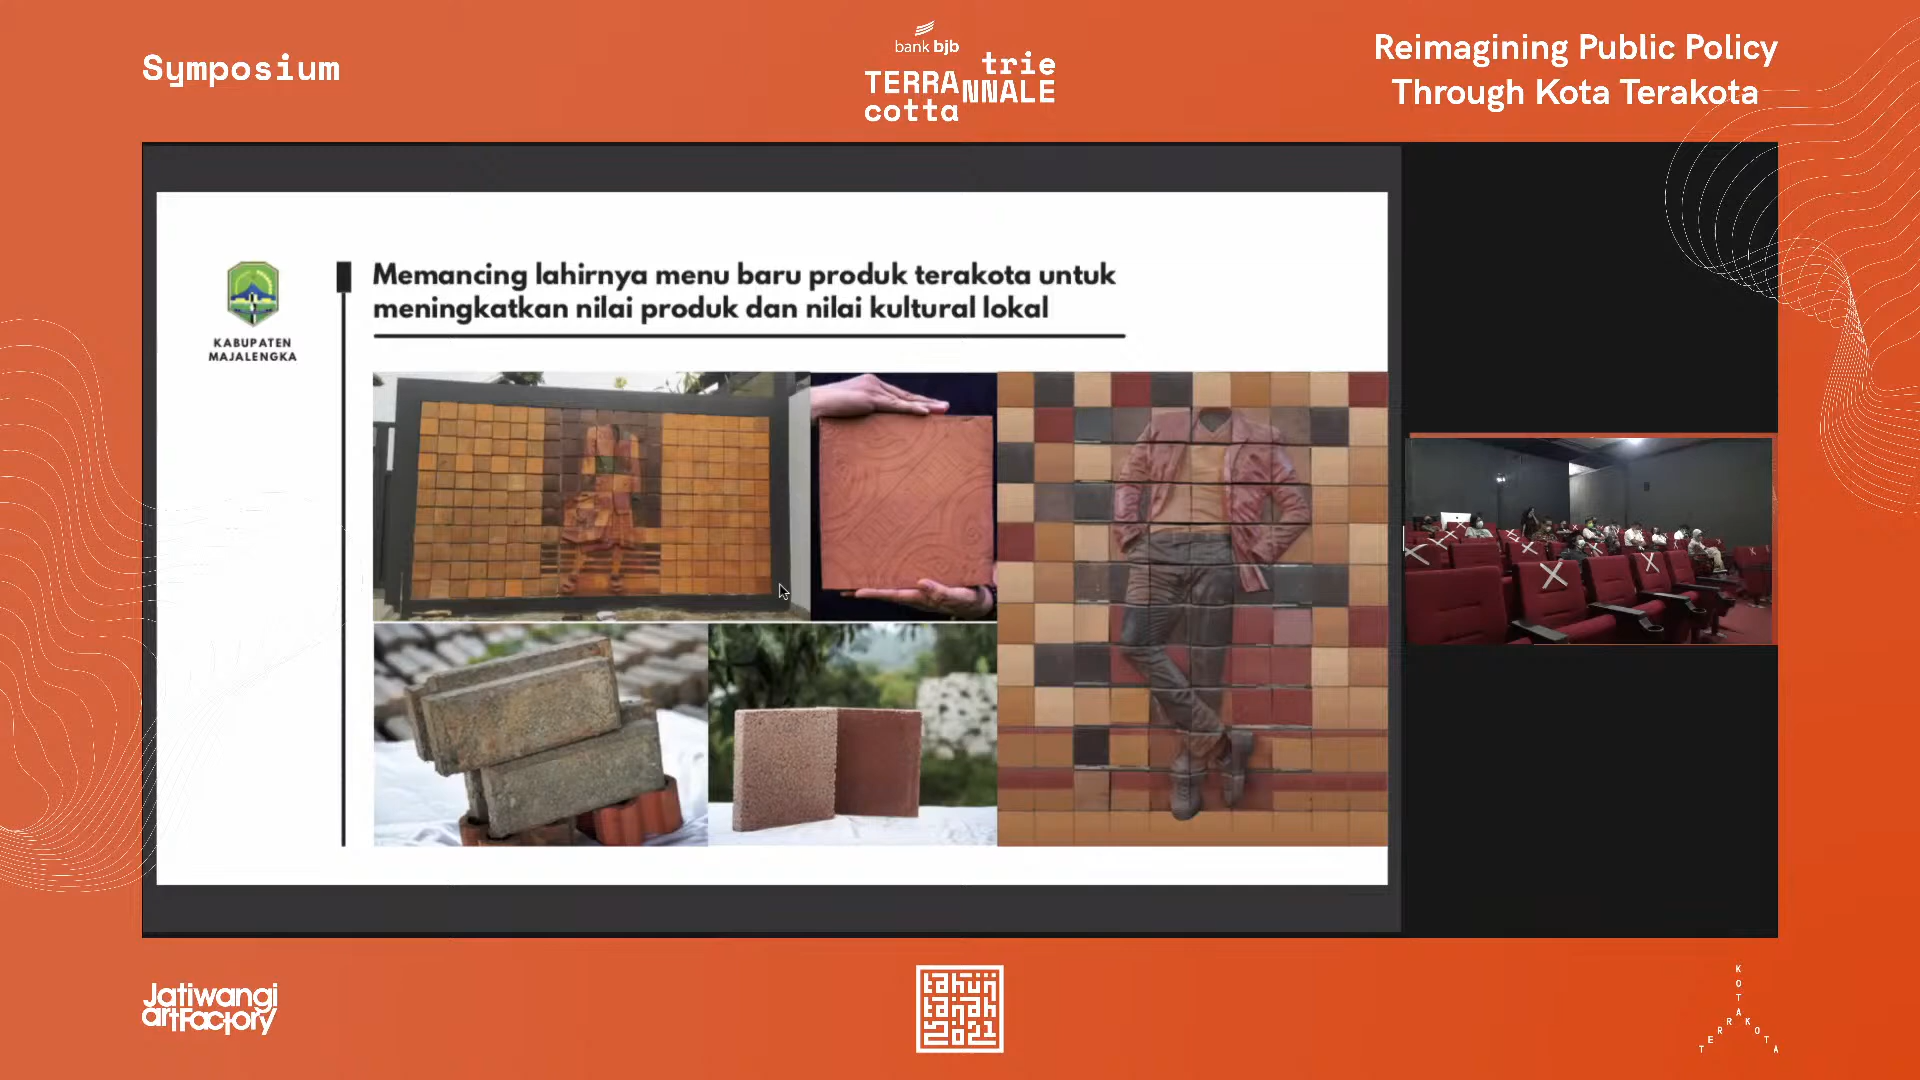 Symposium
bank bjb
TERRA
cotta
trie
NNALE
Reimagining Public Policy
Through Kota Terakota
KABUPATEN
MAJALENGKA
Memancing lahirnya menu baru produk terakota untuk
meningkatkan nilai produk dan nilai kultural lokal
Jatiwangi
artFactory
tahun
tanah
2021
KOTA
TERRAKOTA